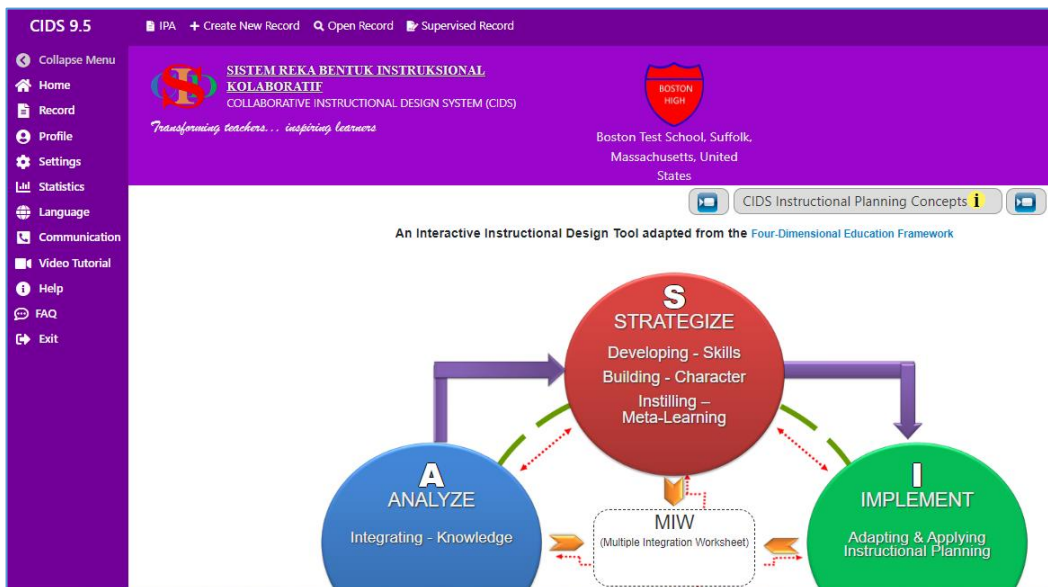 CIDS 9.5
IPA
Create New Record
Open Record
Supervised Record
Collapse Menu
Home
Record
Profile
Settings
Statistics
Language
Communication
Video Tutorial
Help
FAQ
Exit
SISTEM REKA BENTUK INSTRUKSIONAL
KOLABORATIF
COLLABORATIVE INSTRUCTIONAL DESIGN SYSTEM (CIDS)
Transforming teachers... inspiring learners
BOSTON
HIGH
Boston Test School, Suffolk,
Massachusetts, United
States
CIDS Instructional Planning Concepts i
An Interactive Instructional Design Tool adapted from the Four-Dimensional Education Framework
S
STRATEGIZE
Developing - Skills
Building - Character
Instilling –
Meta-Learning
A
ANALYZE
Integrating - Knowledge
MIW
(Multiple Integration Worksheet)
I
IMPLEMENT
Adapting & Applying
Instructional Planning